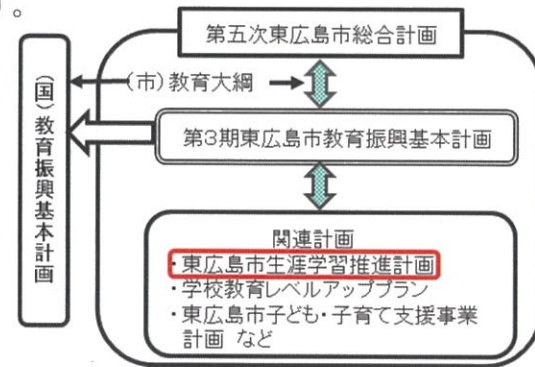 。
第五次東広島市総合計画
(市)教育大綱
(国)教育振興基本計画
第3期東広島市教育振興基本計画
関連計画
・東広島市生涯学習推進計画
・学校教育レベルアッププラン
・東広島市子ども・子育て支援事業
計画 など